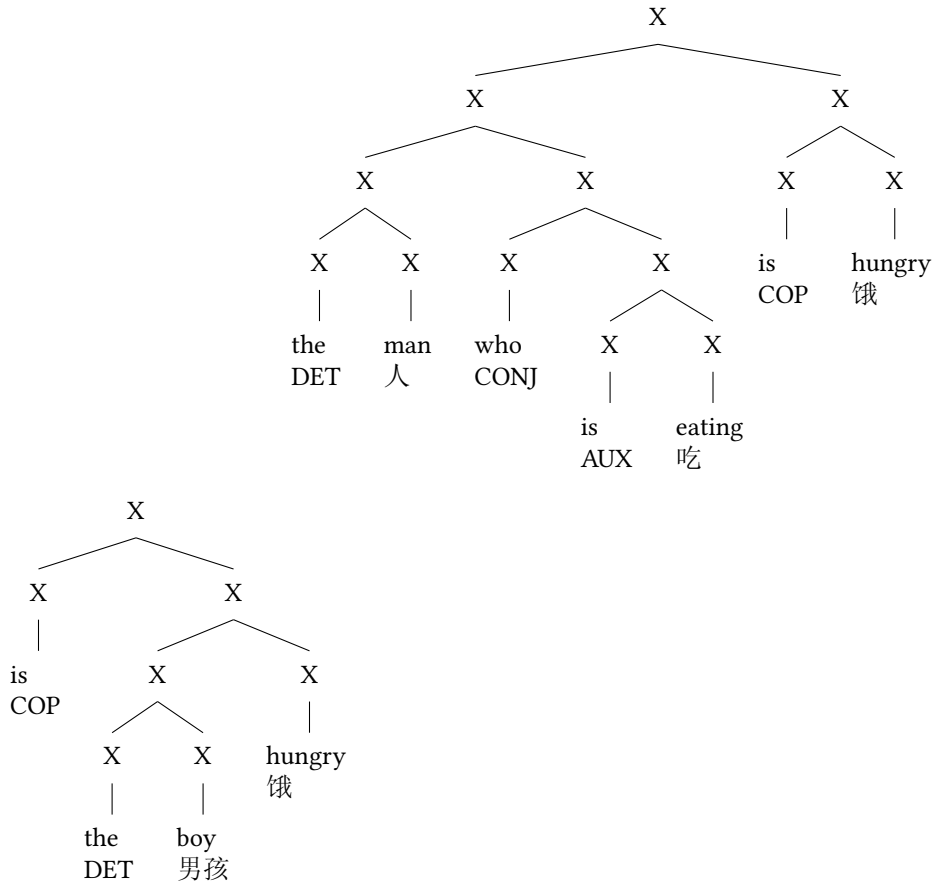 X
X X
X X X X
X X X X is hungry
COP 饿
the man who X X
DET 人 CONJ
is eating
AUX 吃
X
X X
is X X
COP
X X hungry
饿
the boy
DET 男孩